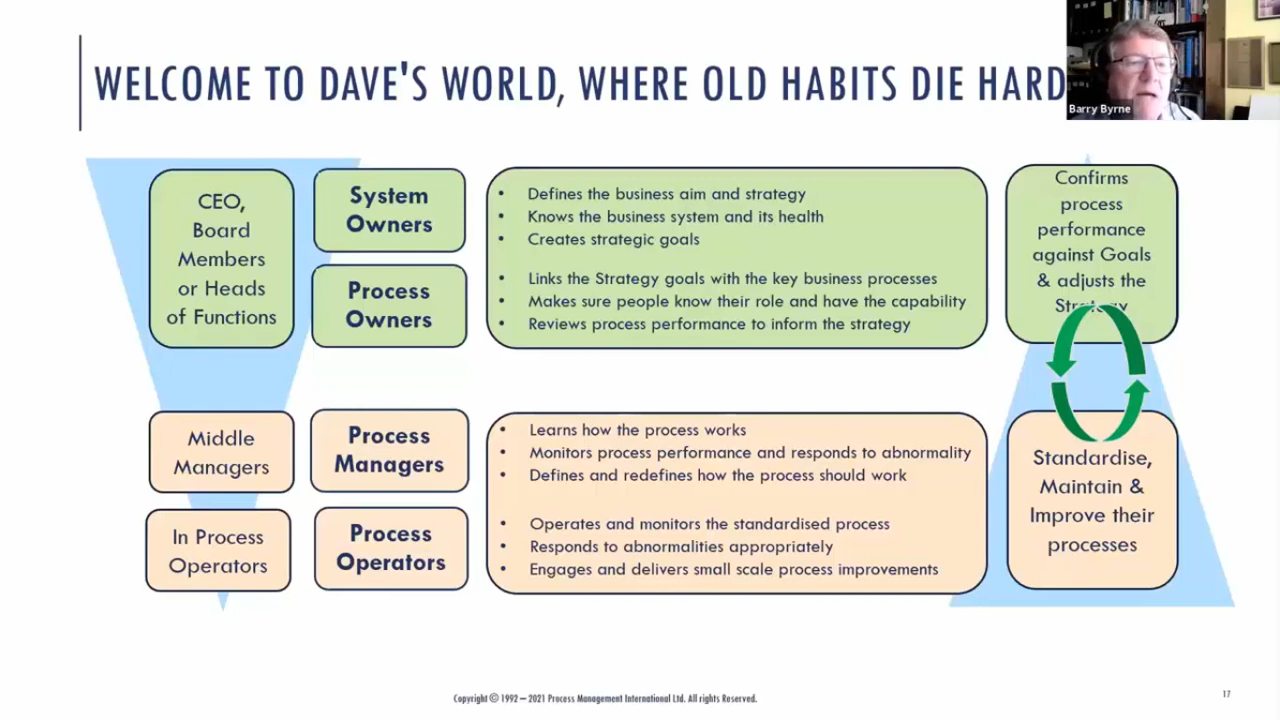 WELCOME TO DAVE'S WORLD, WHERE OLD HABITS DIE HARD
Barry Byrne
CEO,
Board
Members
or Heads
of Functions
System
Owners
Process
Owners
• Defines the business aim and strategy
• Knows the business system and its health
• Creates strategic goals
• Links the Strategy goals with the key business processes
• Makes sure people know their role and have the capability
• Reviews process performance to inform the strategy
Confirms
process
performance
against Goals
& adjusts the
Strategy
Middle
Managers
In Process
Operators
Process
Managers
Process
Operators
• Learns how the process works
• Monitors process performance and responds to abnormality
• Defines and redefines how the process should work
• Operates and monitors the standardised process
• Responds to abnormalities appropriately
• Engages and delivers small scale process improvements
Standardise,
Maintain &
Improve their
processes
Copyright © 1992 – 2021 Process Management International Ltd. All rights Reserved.
17